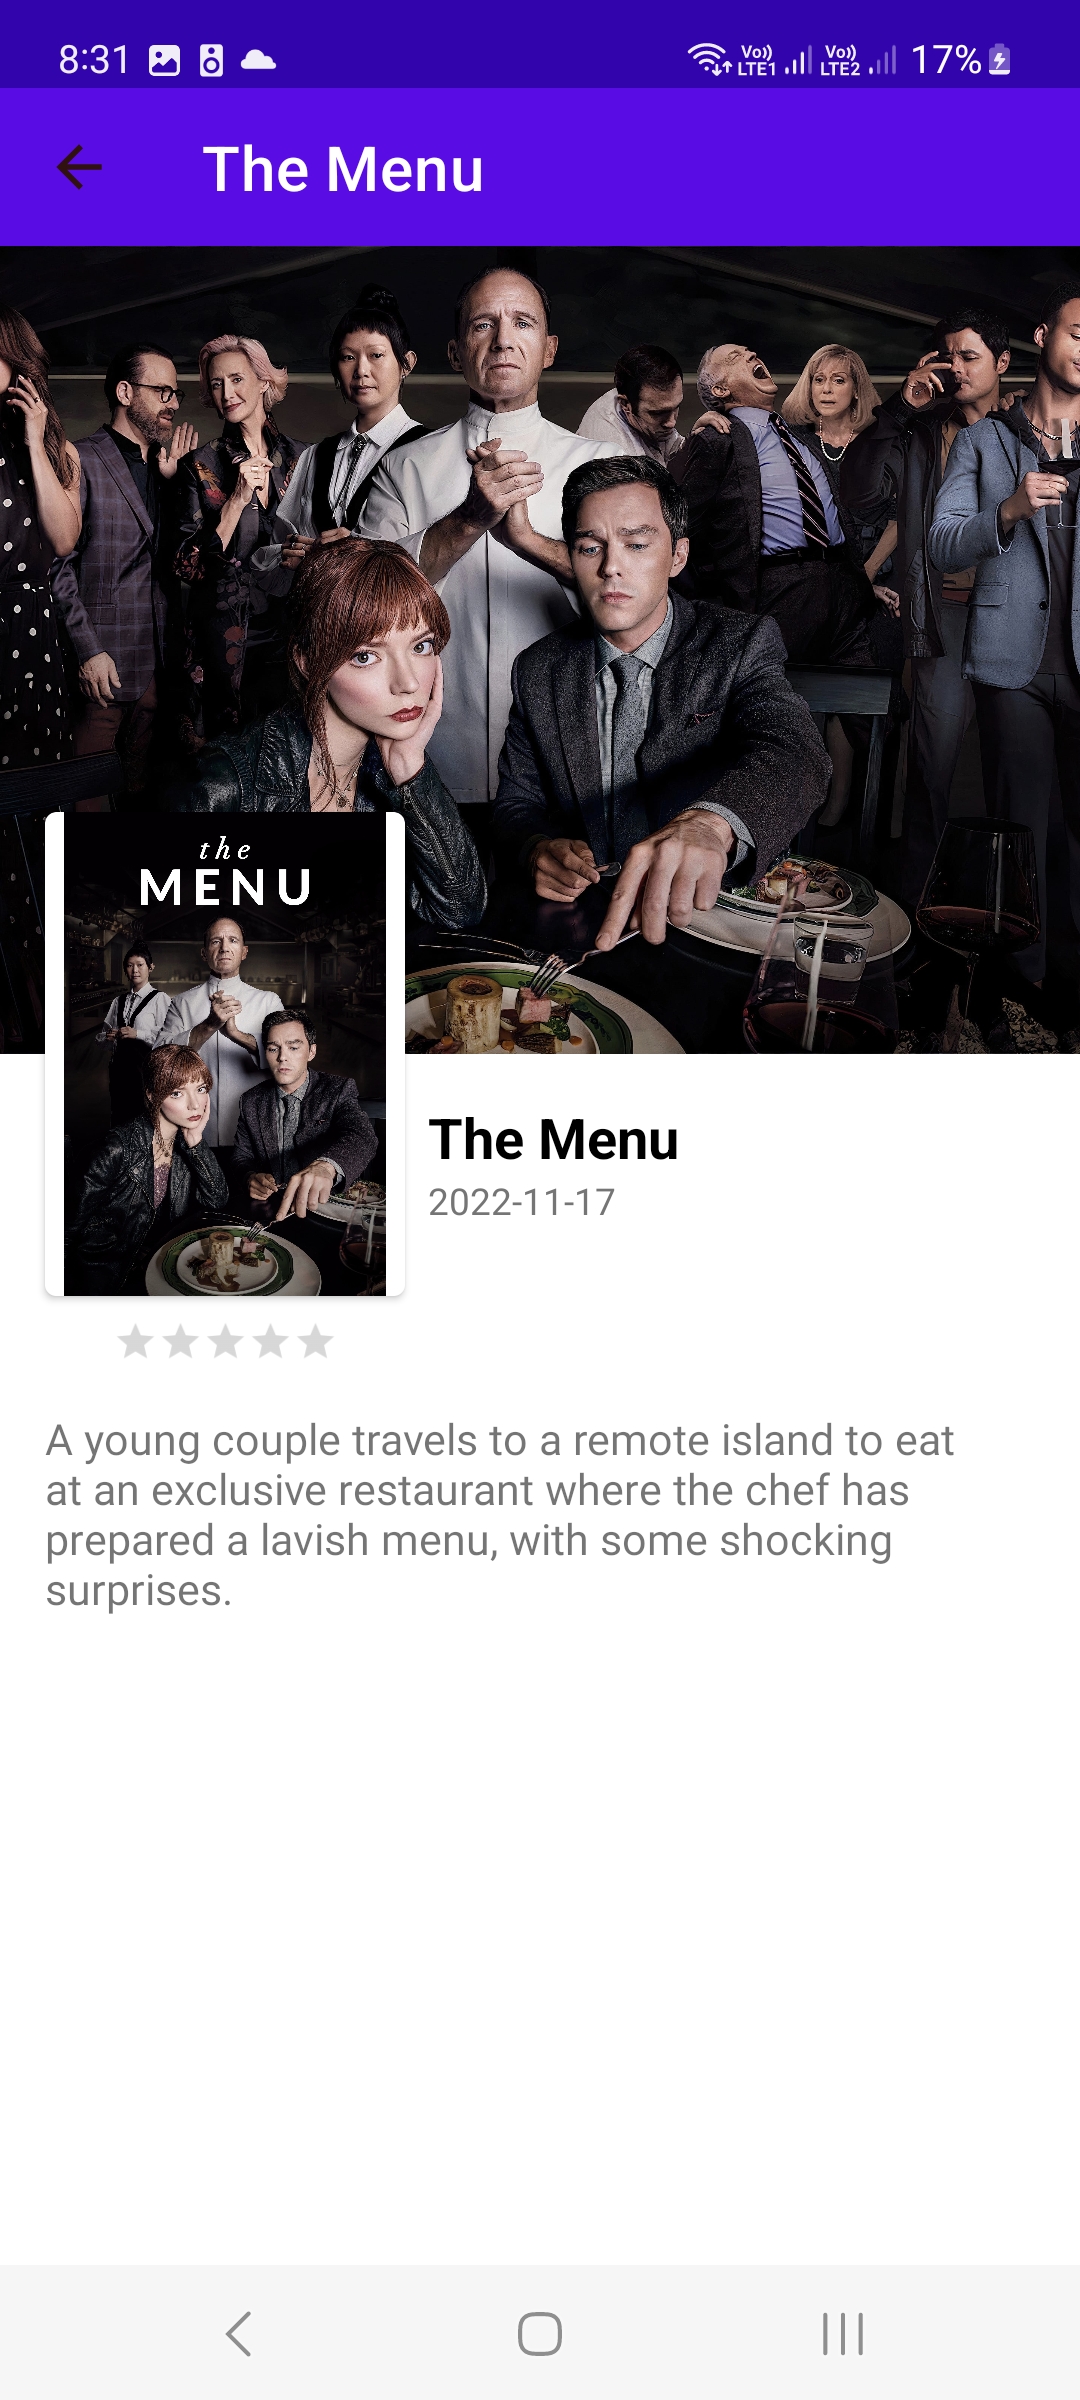 8:31
Vo)) LTE1 Vo)) LTE2 17%
The Menu
the
MENU
The Menu
2022-11-17
A young couple travels to a remote island to eat
at an exclusive restaurant where the chef has
prepared a lavish menu, with some shocking
surprises.